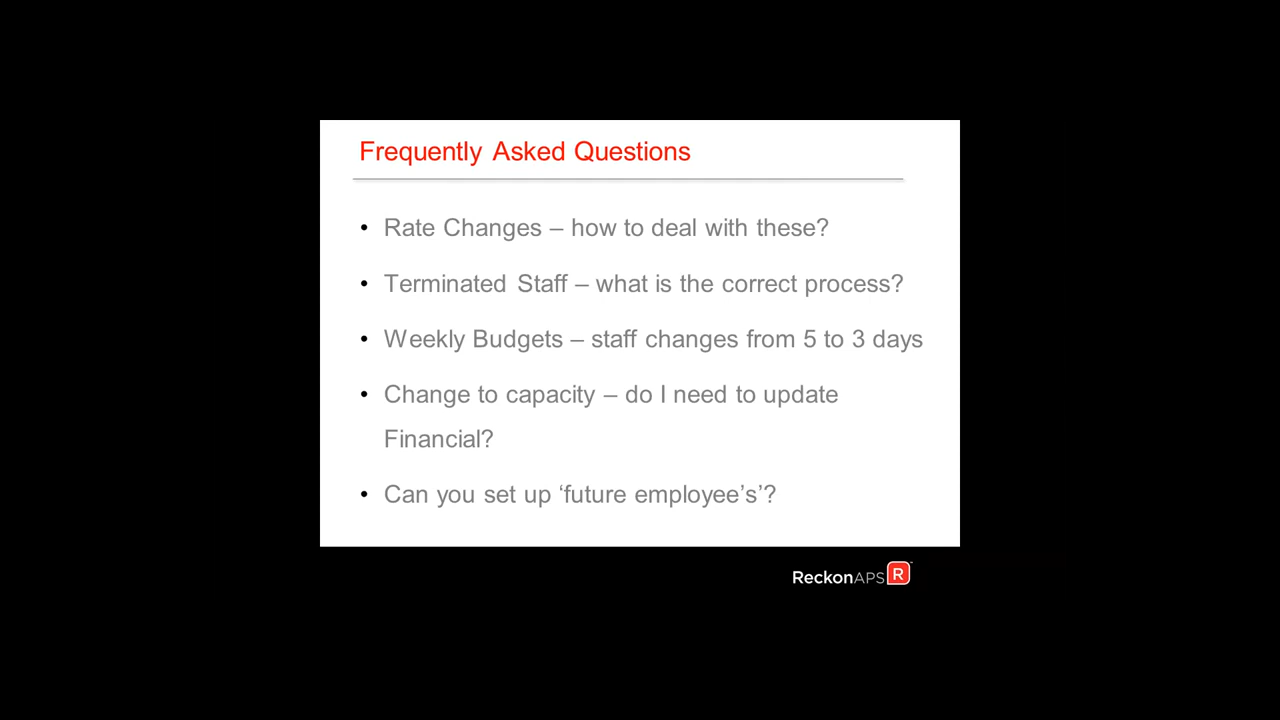 Frequently Asked Questions
• Rate Changes – how to deal with these?
• Terminated Staff – what is the correct process?
• Weekly Budgets – staff changes from 5 to 3 days
• Change to capacity – do I need to update
Financial?
• Can you set up ‘future employee’s’?
ReckonAPS R